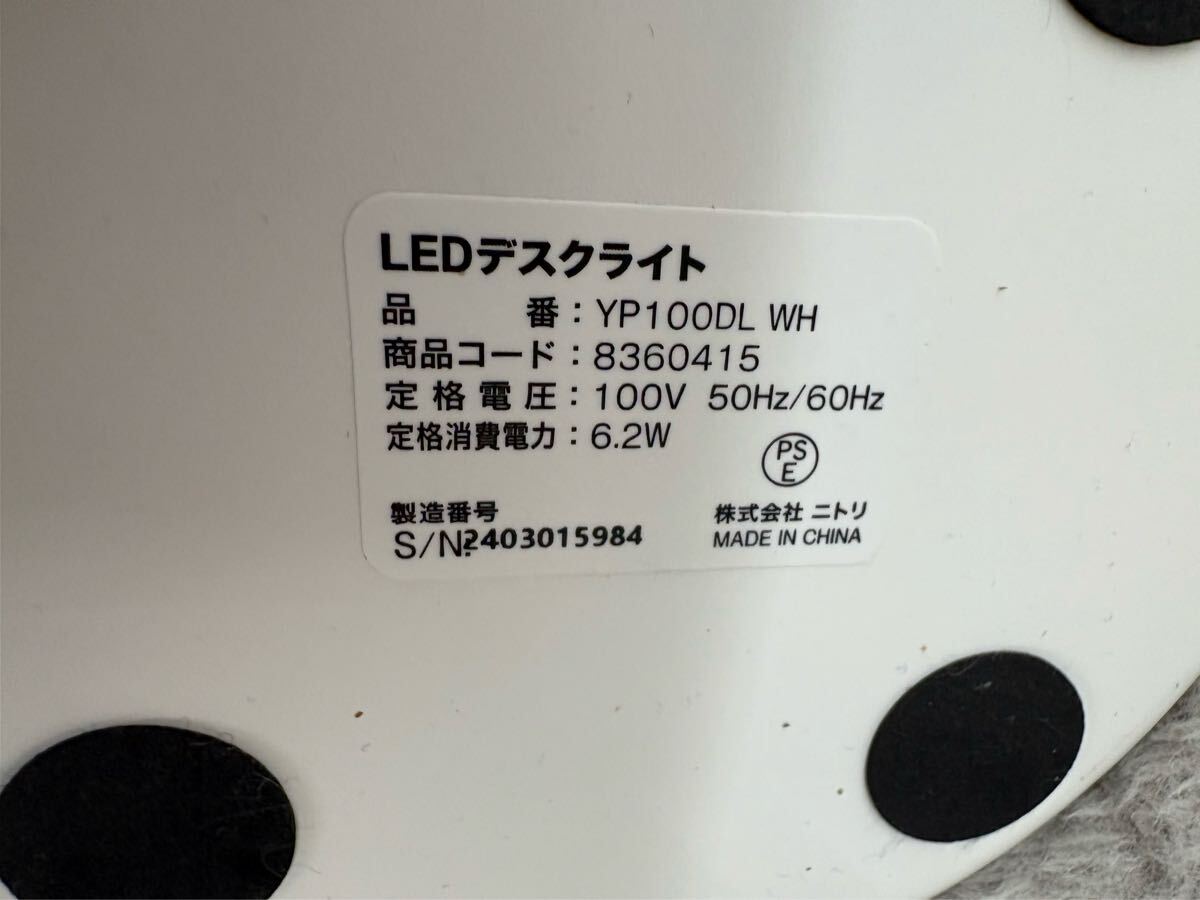 LEDデスクライト
品番：YP100DL WH
商品コード：8360415
定格電圧：100V 50Hz/60Hz
定格消費電力：6.2W
PS
E
製造番号
S/N:2403015984
株式会社 ニトリ
MADE IN CHINA